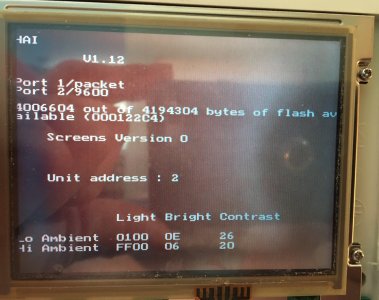 HAI
V1.12
Port 1/packet
Port 2/9600
4006604 out of 4194304 bytes of flash av
ailable (000122C4)
Screens Version 0
Unit address : 2
Light Bright Contrast
Lo Ambient 0100 0E 26
Hi Ambient FF00 06 20